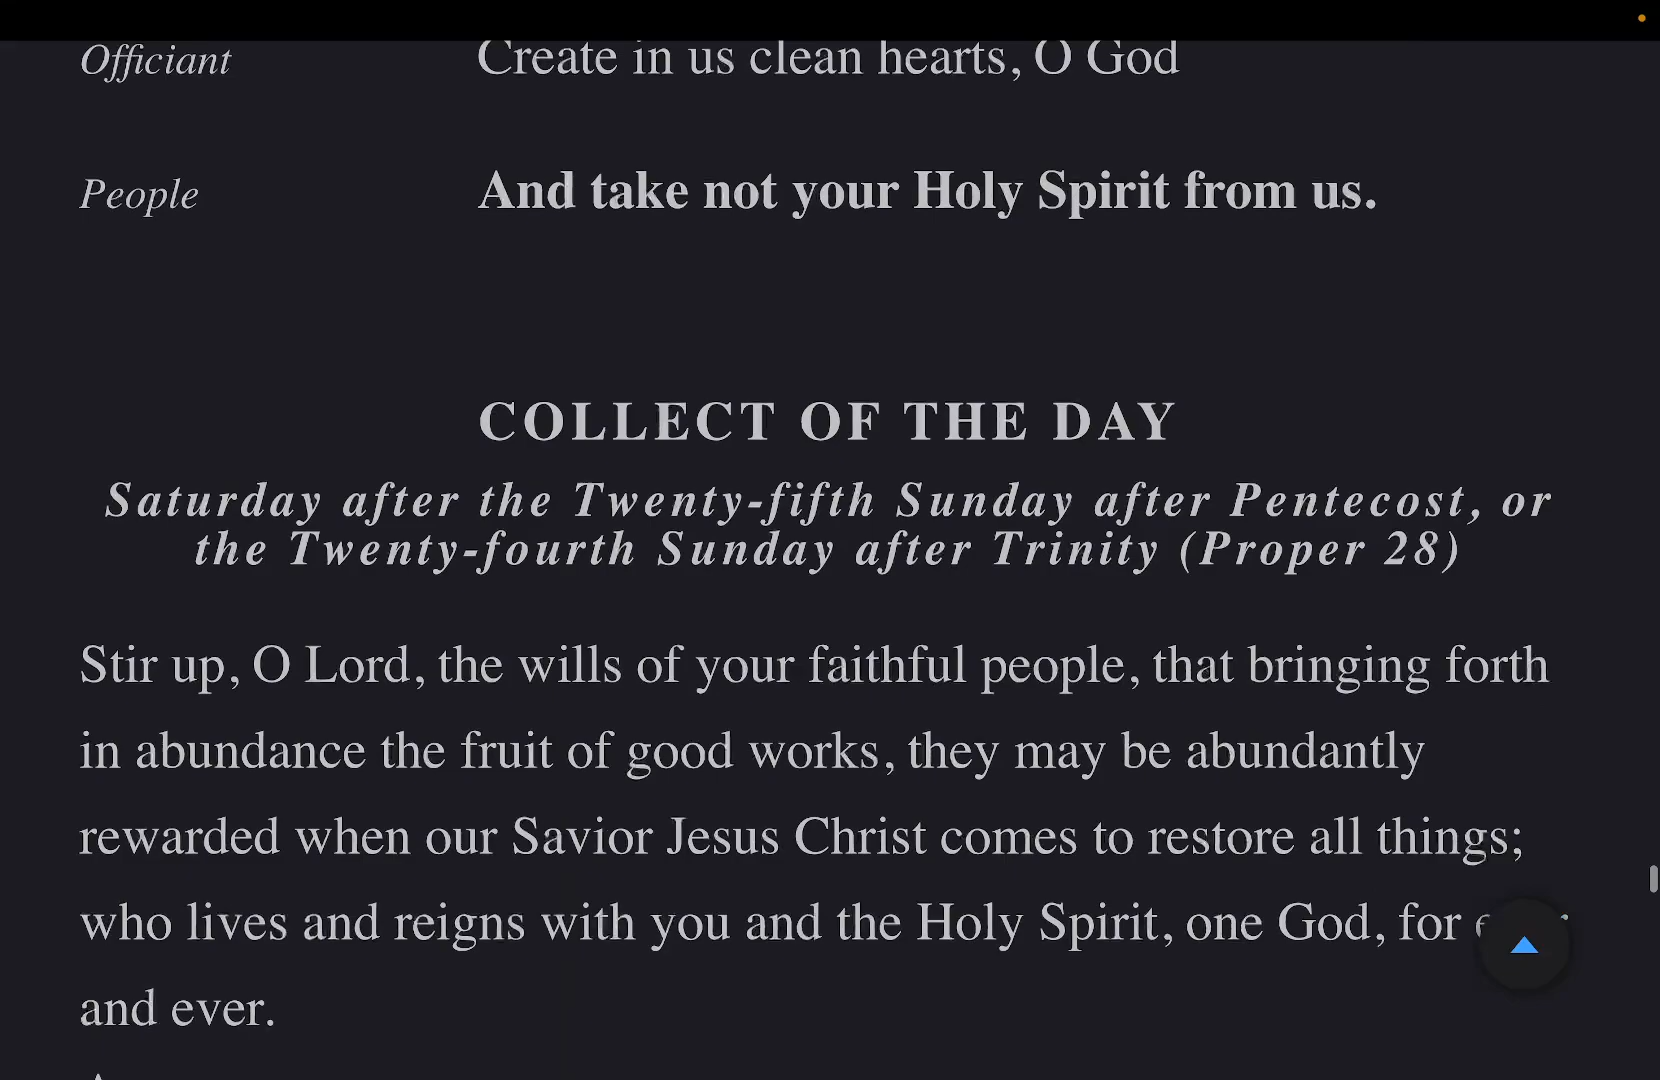 Officiant Create in us clean hearts, O God
People And take not your Holy Spirit from us.
COLLECT OF THE DAY
Saturday after the Twenty-fifth Sunday after Pentecost, or
the Twenty-fourth Sunday after Trinity (Proper 28)
Stir up, O Lord, the wills of your faithful people, that bringing forth
in abundance the fruit of good works, they may be abundantly
rewarded when our Savior Jesus Christ comes to restore all things;
who lives and reigns with you and the Holy Spirit, one God, for
and ever.